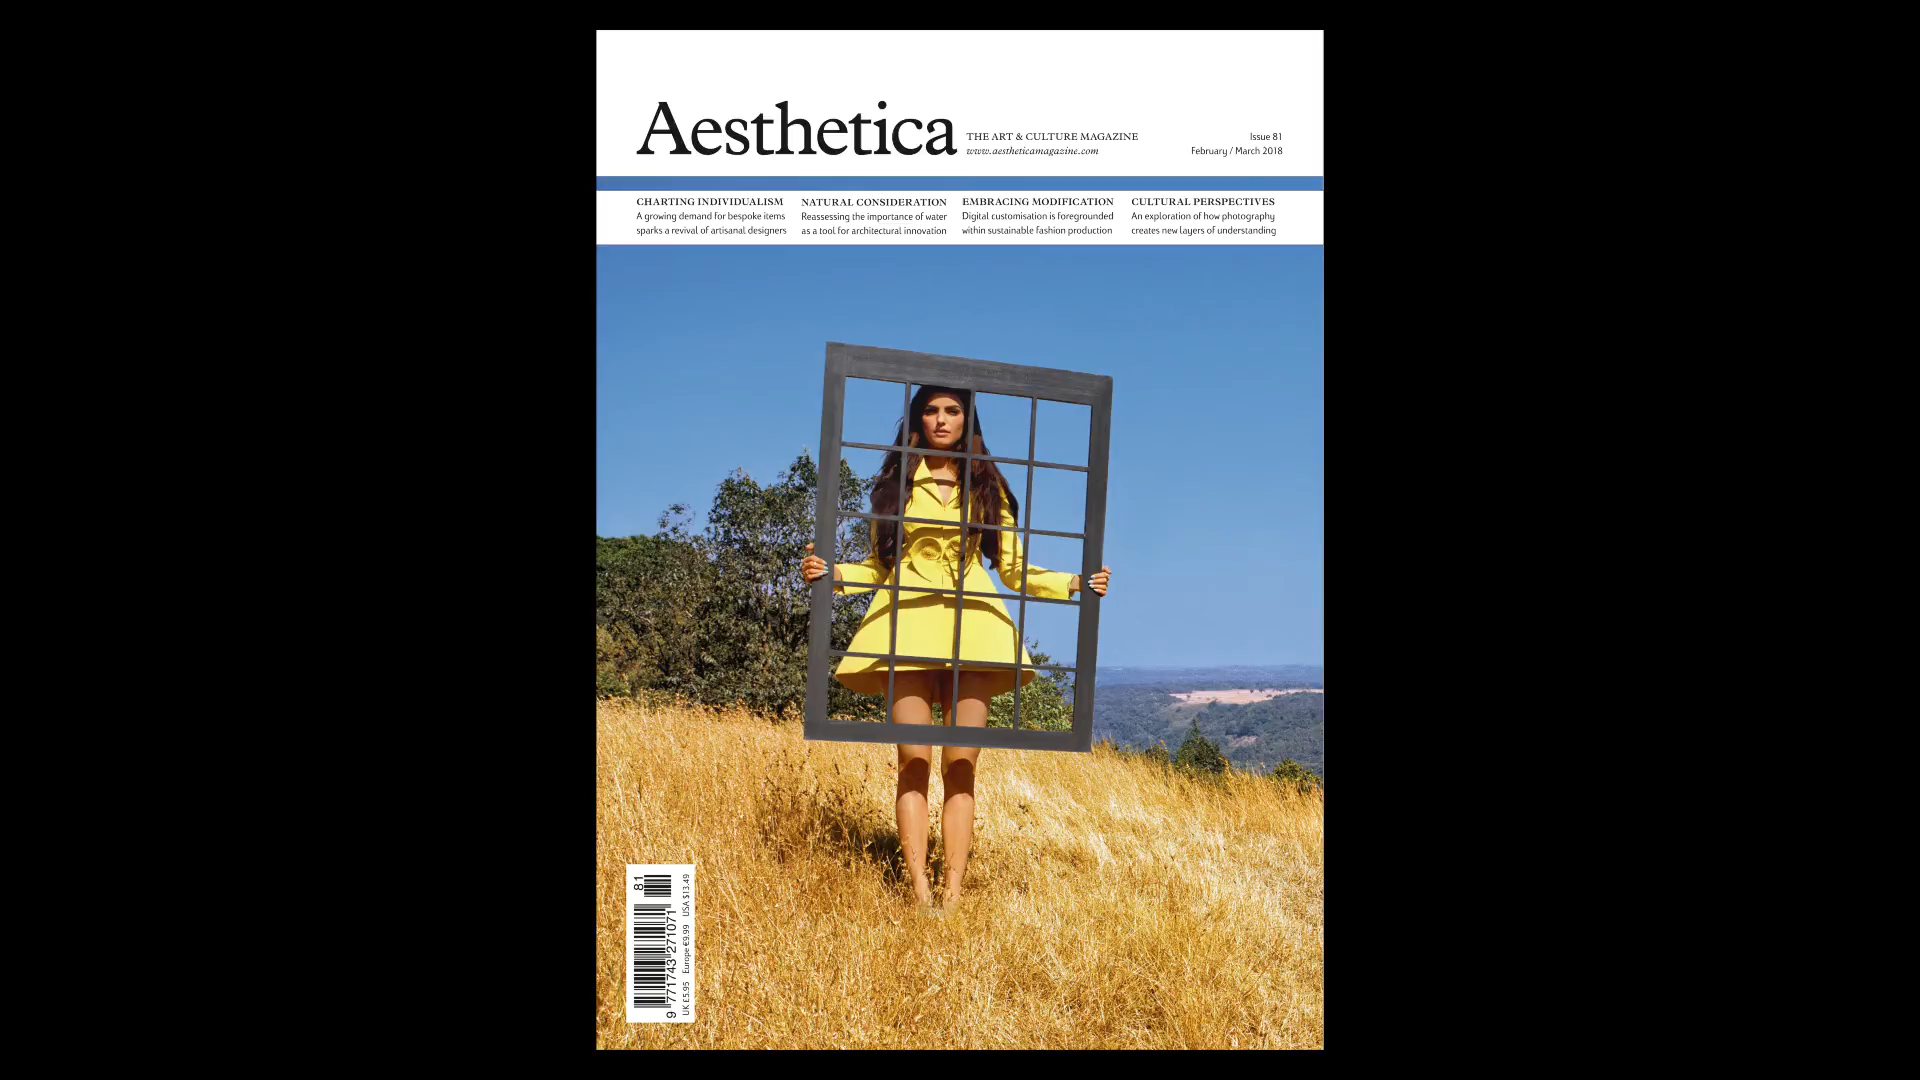 Aesthetica
THE ART & CULTURE MAGAZINE
www.aestheticamagazine.com
Issue 81
February / March 2018
CHARTING INDIVIDUALISM
A growing demand for bespoke items
sparks a revival of artisanal designers
NATURAL CONSIDERATION
Reassessing the importance of water
as a tool for architectural innovation
EMBRACING MODIFICATION
Digital customisation is foregrounded
within sustainable fashion production
CULTURAL PERSPECTIVES
An exploration of how photography
creates new layers of understanding
81
9 771743 271071
UK £5.95 Europe €9.99 USA $13.49